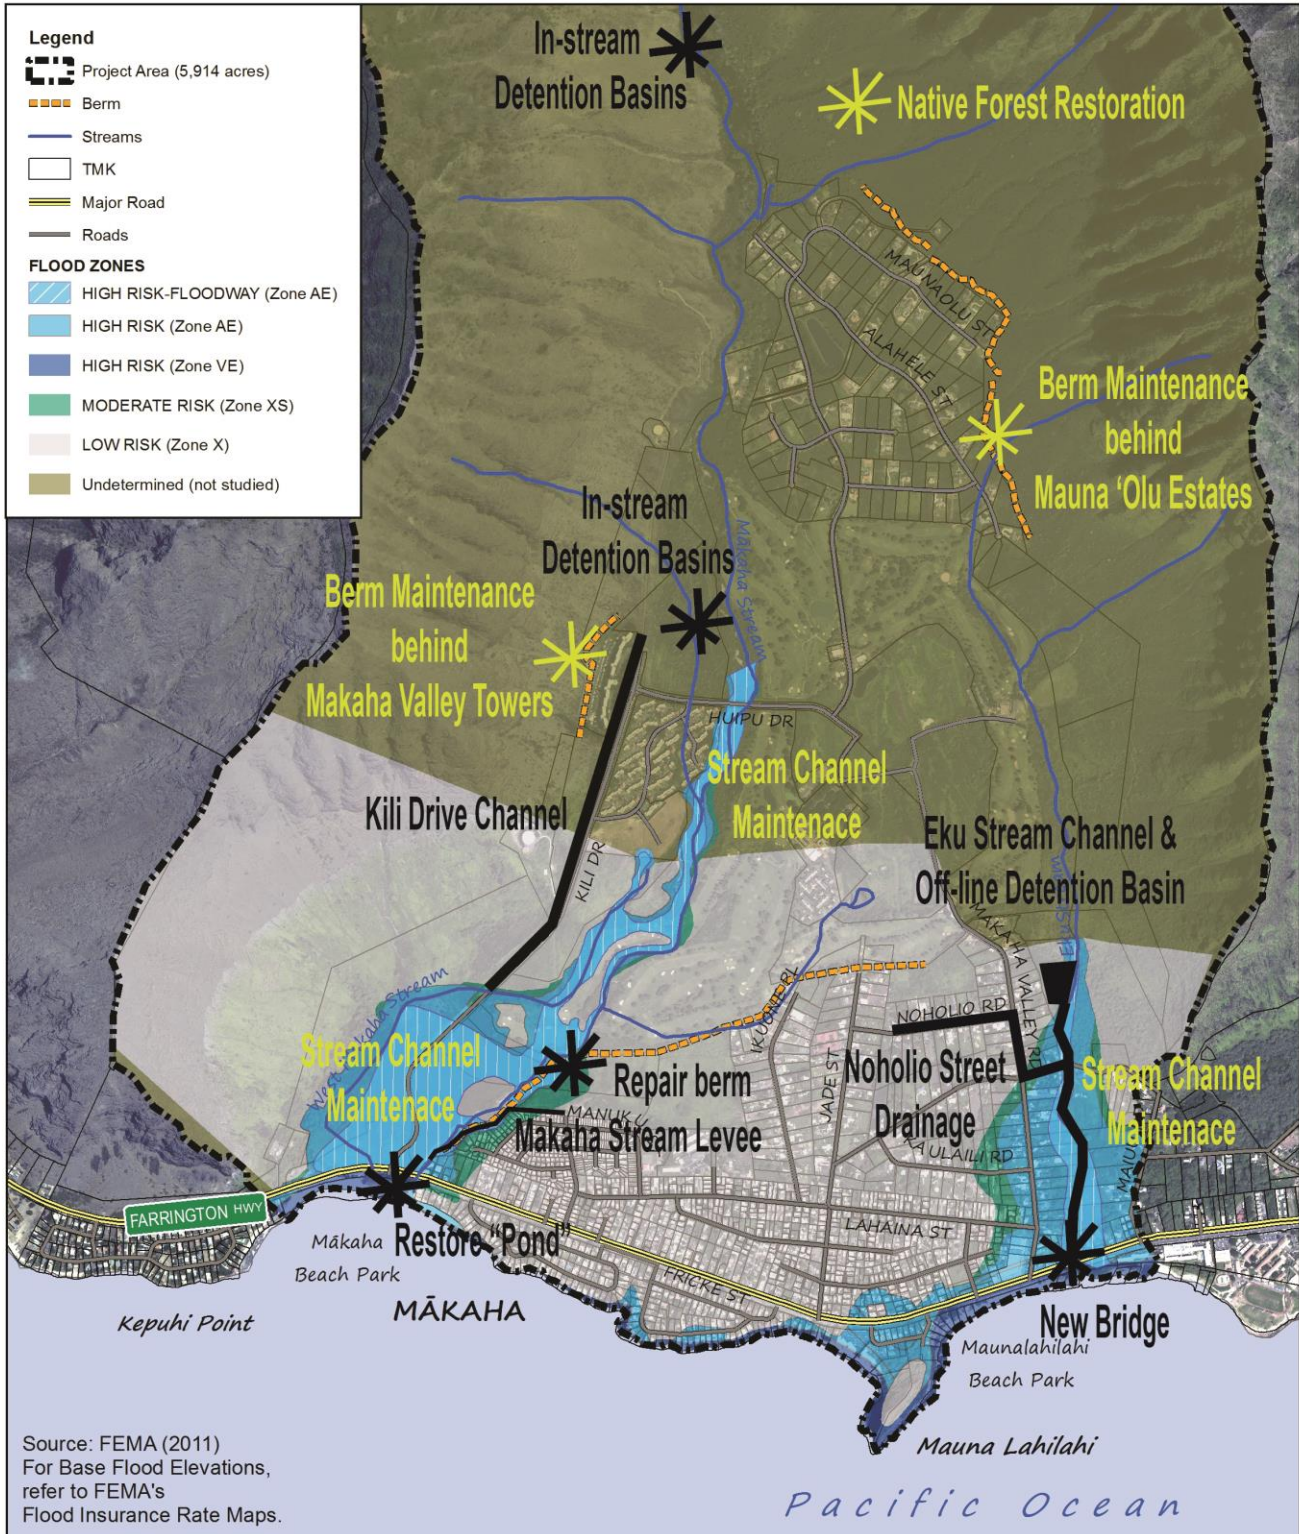 Legend
Project Area (5,914 acres)
Berm
Streams
TMK
Major Road
Roads
FLOOD ZONES
HIGH RISK-FLOODWAY (Zone AE)
HIGH RISK (Zone AE)
HIGH RISK (Zone VE)
MODERATE RISK (Zone XS)
LOW RISK (Zone X)
Undetermined (not studied)
In-stream
Detention Basins
Native Forest Restoration
MAUNAOLU ST
ALAHELE ST
Berm Maintenance
behind
Mauna ‘Olu Estates
In-stream
Detention Basins
Mākaha Stream
Berm Maintenance
behind
Makaha Valley Towers
HUIPU DR
Stream Channel
Maintenace
Kili Drive Channel
KILI DR
Eku Stream Channel &
Off-line Detention Basin
MAKAHA VALLEY RD
IKUONE PL
NOHOLIO RD
JADE ST
Stream
Stream Channel
Maintenace
Repair berm
MANUKU
Makaha Stream Levee
Noholio Street
Drainage
AULAILI RD
Stream Channel
Maintenace
LAHAINA ST
FARRINGTON HWY
Mākaha
Beach Park
Restore “Pond”
FRICKE ST
Kepuhi Point
MĀKAHA
New Bridge
Maunalahilahi
Beach Park
Mauna Lahilahi
Source: FEMA (2011)
For Base Flood Elevations,
refer to FEMA's
Flood Insurance Rate Maps.
Pacific Ocean